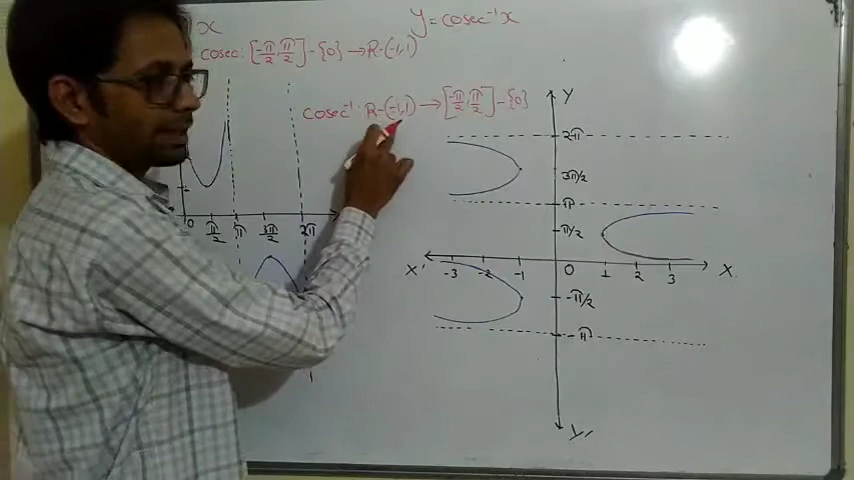 x
y = cosec⁻¹x
cosec: [-π/2, π/2] - {0} → R-(-1,1)
cosec⁻¹: R-(-1,1) → [-π/2, π/2] - {0}
Y
2π
3π/2
π
π/2
0 π/2 π 3π/2 2π
X' -3 -2 -1 0 1 2 3 X
-π/2
-π
Y'